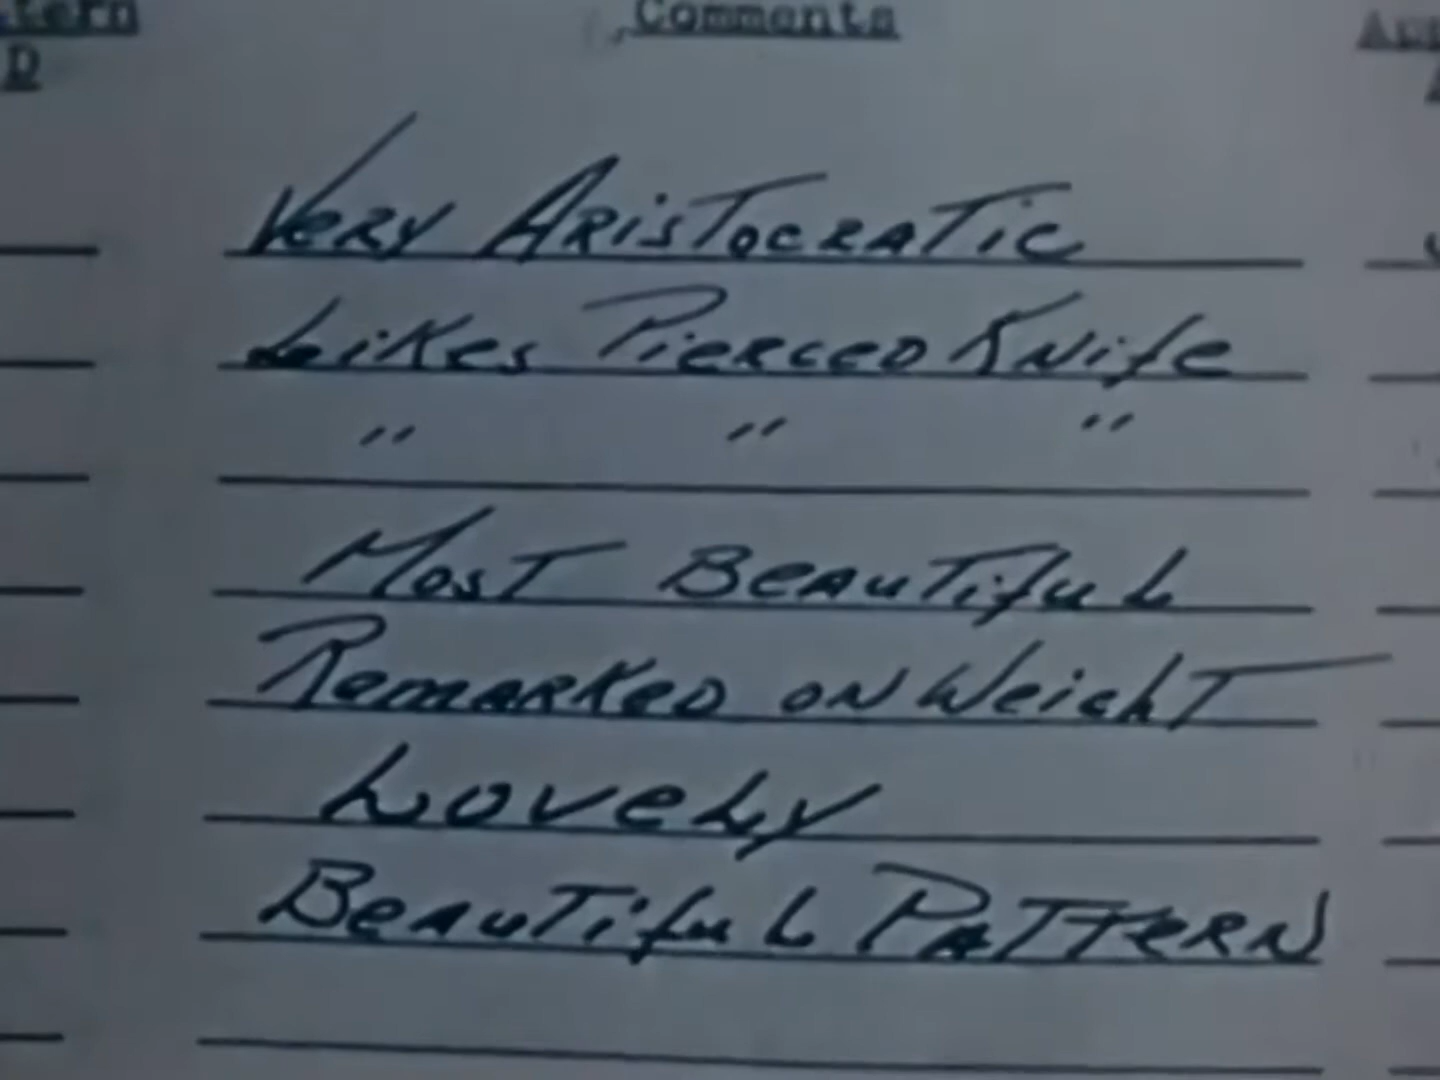 Comments
D
Very Aristocratic
Likes Pierced Knife
" " "
Most Beautiful
Remarked on Weight
Lovely
Beautiful Pattern